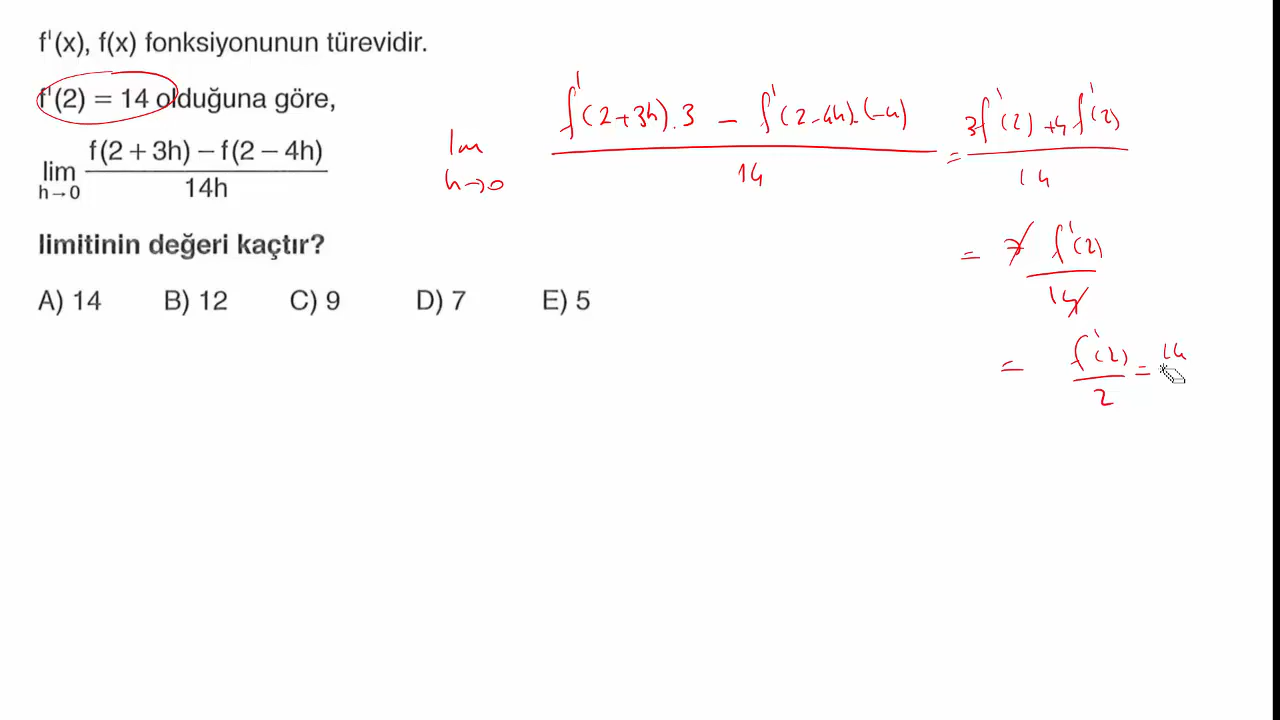 f'(x), f(x) fonksiyonunun türevidir.
f'(2) = 14 olduğuna göre,
lim h→0 f(2 + 3h) – f(2 – 4h) / 14h
limitinin değeri kaçtır?
A) 14 B) 12 C) 9 D) 7 E) 5
lim h→0 f'(2+3h).3 – f'(2-4h).(-4) / 14 = 3f'(2)+4f'(2) / 14
= 7 f'(2) / 14
= f'(2) / 2 = 14